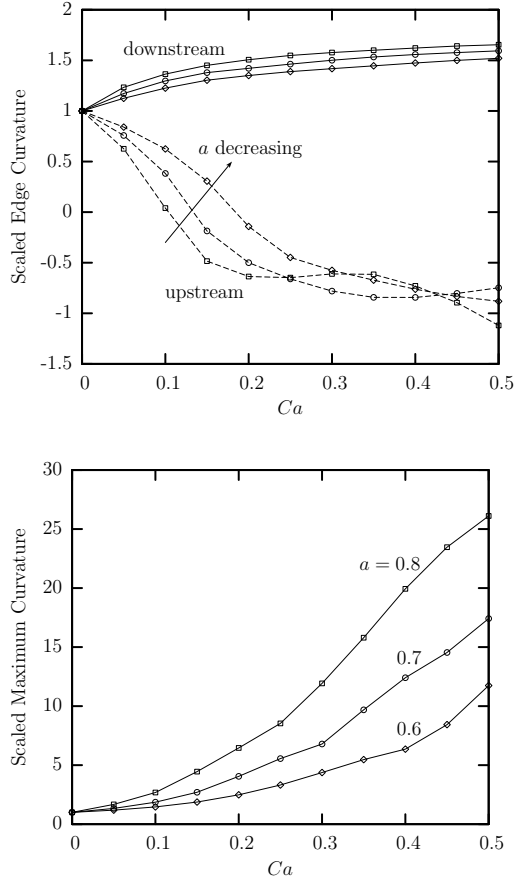 2
1.5
1
0.5
0
-0.5
-1
-1.5
Scaled Edge Curvature
downstream
a decreasing
upstream
0 0.1 0.2 0.3 0.4 0.5
Ca
30
25
20
15
10
5
0
Scaled Maximum Curvature
a = 0.8
0.7
0.6
0 0.1 0.2 0.3 0.4 0.5
Ca